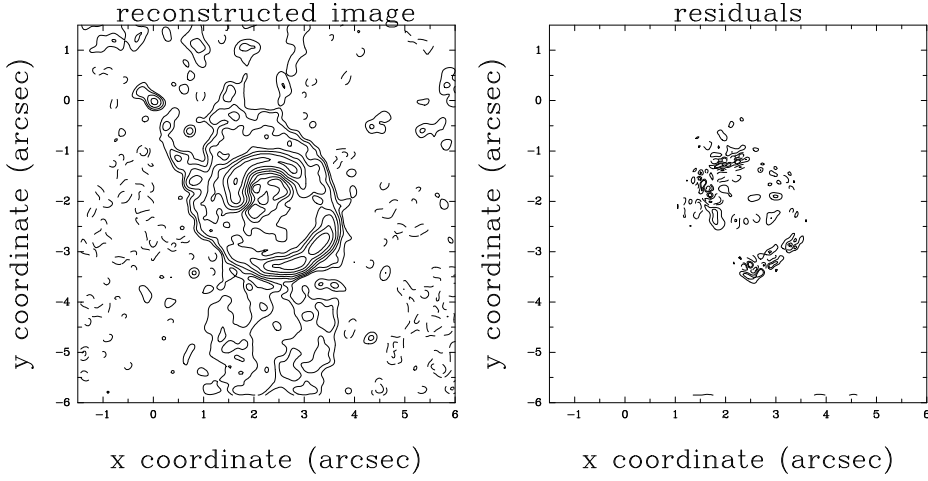 reconstructed image
residuals
1
0
-1
-2
-3
-4
-5
-6
-1 0 1 2 3 4 5 6
x coordinate (arcsec)
y coordinate (arcsec)
1
0
-1
-2
-3
-4
-5
-6
-1 0 1 2 3 4 5 6
x coordinate (arcsec)
y coordinate (arcsec)